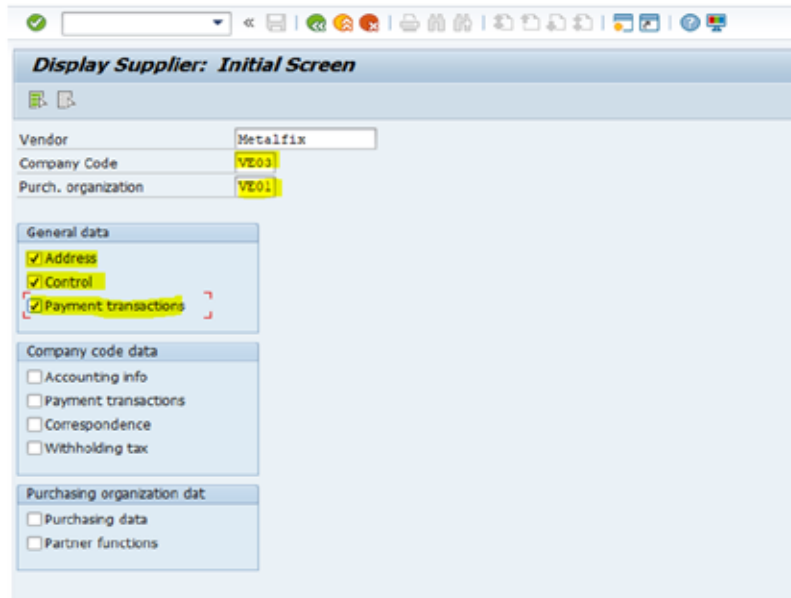 Display Supplier: Initial Screen
Vendor Metalfix
Company Code VE03
Purch. organization VE01
General data
Address
Control
Payment transactions
Company code data
Accounting info
Payment transactions
Correspondence
Withholding tax
Purchasing organization dat
Purchasing data
Partner functions